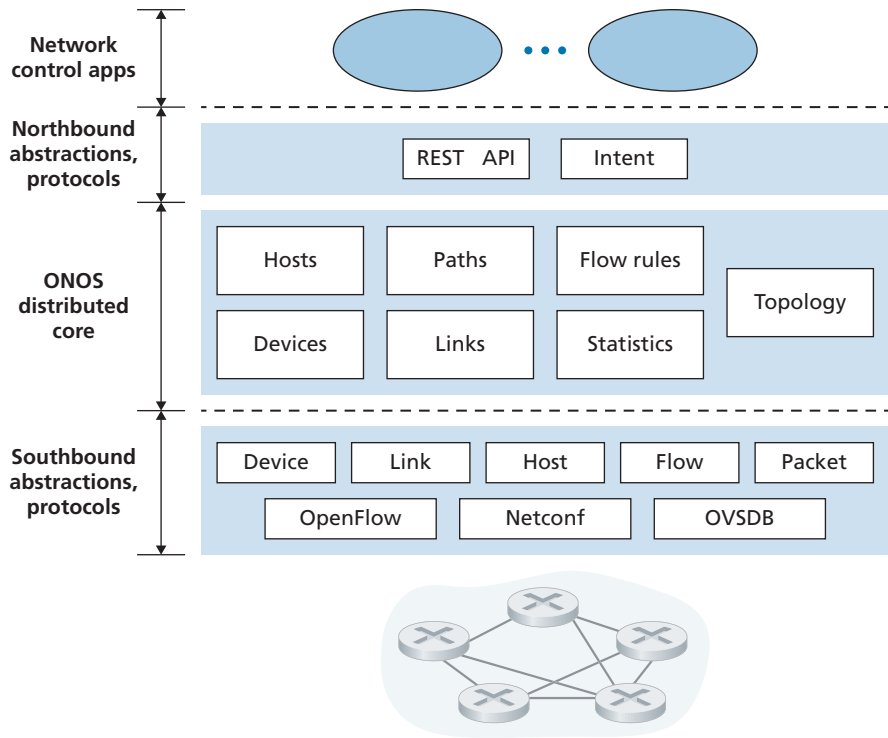 Network
control apps
Northbound
abstractions,
protocols
REST API
Intent
ONOS
distributed
core
Hosts
Paths
Flow rules
Topology
Devices
Links
Statistics
Southbound
abstractions,
protocols
Device
Link
Host
Flow
Packet
OpenFlow
Netconf
OVSDB